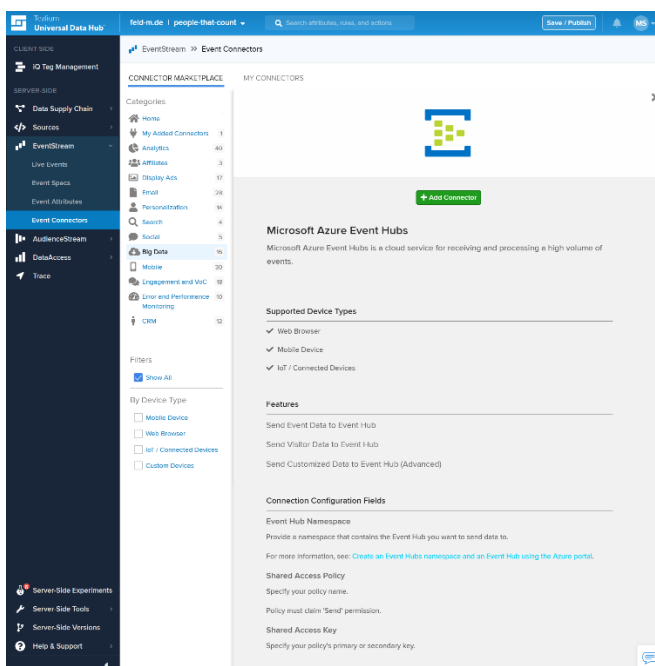 Tealium
Universal Data Hub
feld-m.de | people-that-count
Search attributes, rules, and actions
Save / Publish
MS
CLIENT SIDE
iQ Tag Management
SERVER-SIDE
Data Supply Chain
Sources
EventStream
Live Events
Event Specs
Event Attributes
Event Connectors
AudienceStream
DataAccess
Trace
Server-Side Experiments
Server-Side Tools
Server-Side Versions
Help & Support
EventStream >> Event Connectors
CONNECTOR MARKETPLACE
MY CONNECTORS
Categories
Home
My Added Connectors 1
Analytics 40
Affiliates 3
Display Ads 17
Email 28
Personalization 14
Search 4
Social 5
Big Data 16
Mobile 20
Engagement and VoC 18
Error and Performance 10
Monitoring
CRM 12
Filters
Show All
By Device Type
Mobile Device
Web Browser
IoT / Connected Devices
Custom Devices
+ Add Connector
Microsoft Azure Event Hubs
Microsoft Azure Event Hubs is a cloud service for receiving and processing a high volume of
events.
Supported Device Types
Web Browser
Mobile Device
IoT / Connected Devices
Features
Send Event Data to Event Hub
Send Visitor Data to Event Hub
Send Customized Data to Event Hub (Advanced)
Connection Configuration Fields
Event Hub Namespace
Provide a namespace that contains the Event Hub you want to send data to.
For more information, see: Create an Event Hubs namespace and an Event Hub using the Azure portal.
Shared Access Policy
Specify your policy name.
Policy must claim 'Send' permission.
Shared Access Key
Specify your policy's primary or secondary key.